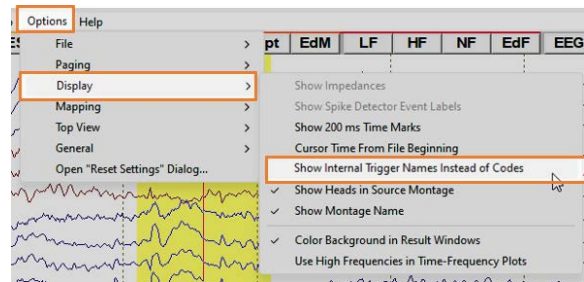 Options Help
File >
pt EdM LF HF NF EdF EEG
Paging >
Display >
Mapping >
Top View >
General >
Open "Reset Settings" Dialog...
Show Impedances
Show Spike Detector Event Labels
Show 200 ms Time Marks
Cursor Time From File Beginning
Show Internal Trigger Names Instead of Codes
✓ Show Heads in Source Montage
✓ Show Montage Name
✓ Color Background in Result Windows
Use High Frequencies in Time-Frequency Plots